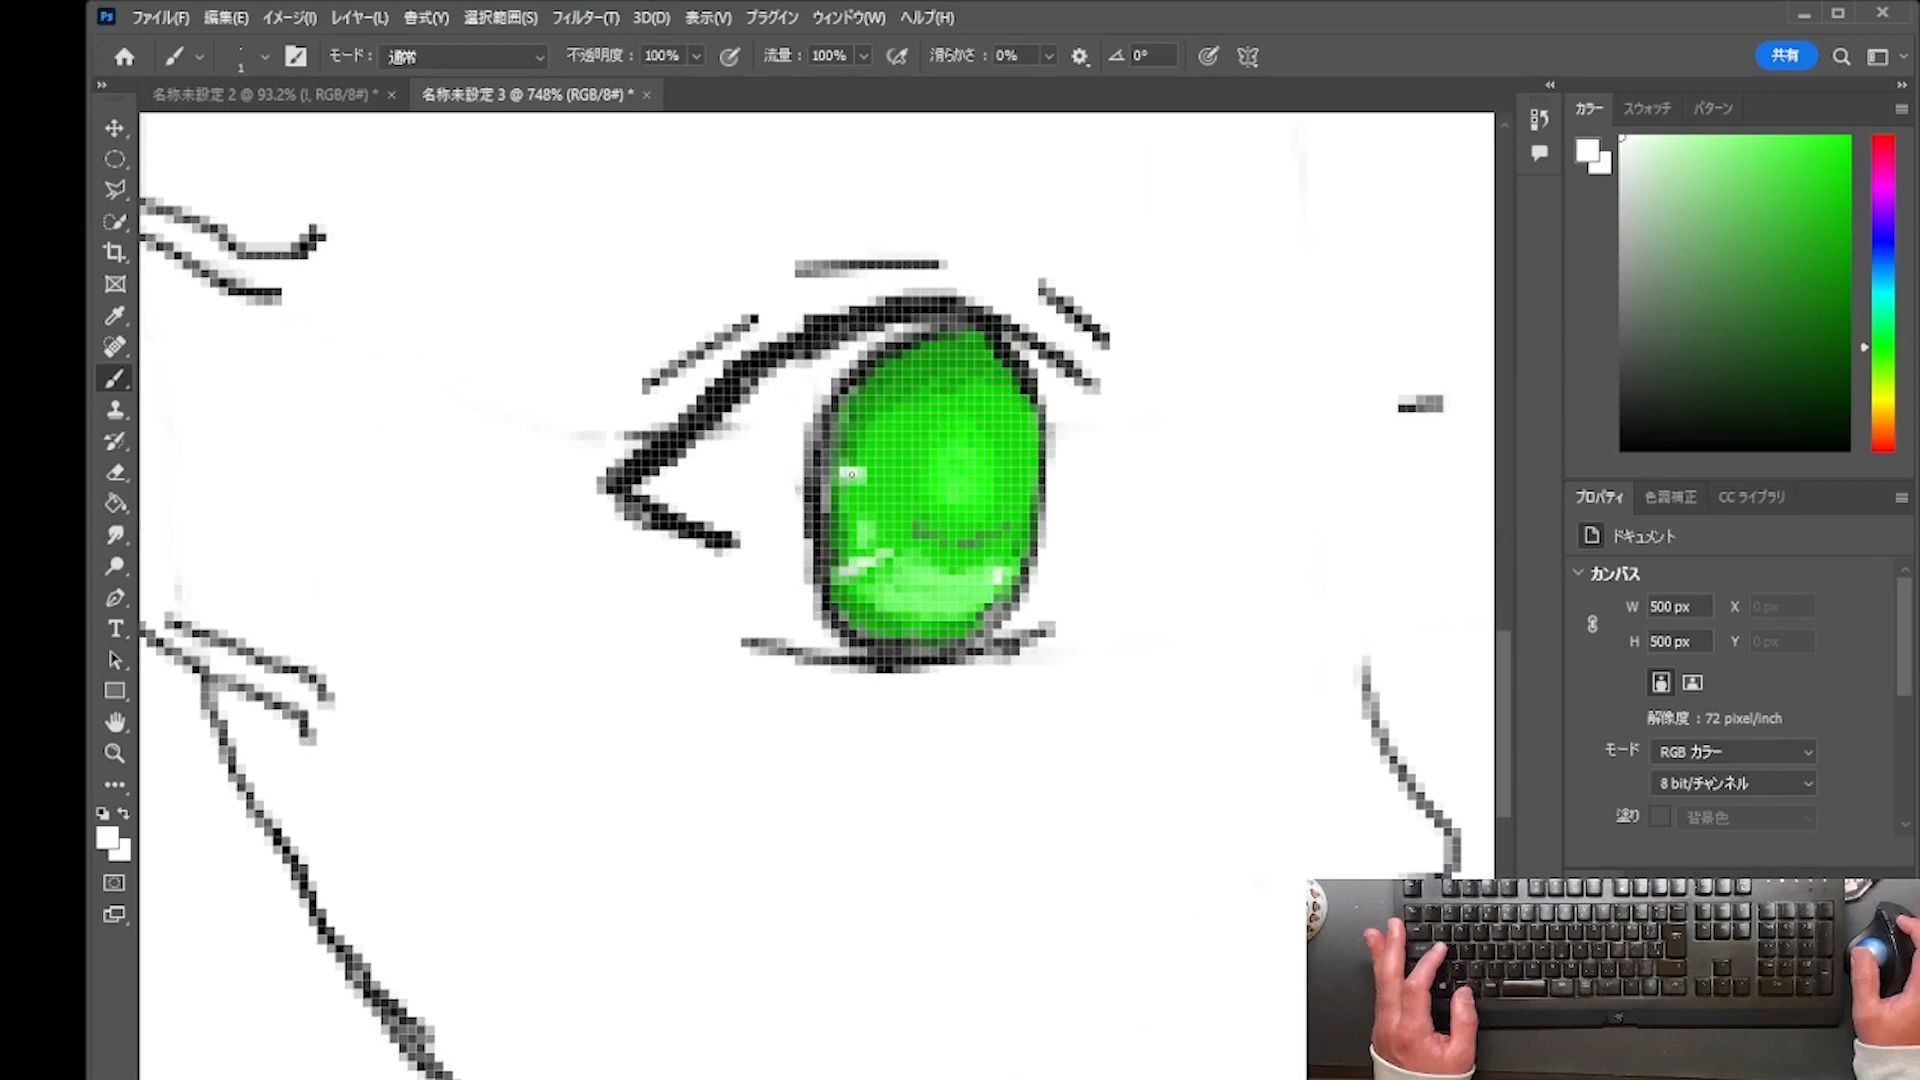 Ps ファイル(F) 編集(E) イメージ(I) レイヤー(L) 書式(Y) 選択範囲(S) フィルター(T) 3D(D) 表示(V) プラグイン ウィンドウ(W) ヘルプ(H)
1 モード： 通常 不透明度： 100% 流量： 100% 滑らかさ： 0% 0° 共有
名称未設定 2 @ 93.2% (I, RGB/8#) * × 名称未設定 3 @ 748% (RGB/8#) * ×
カラー スウォッチ パターン
プロパティ 色調補正 CC ライブラリ
ドキュメント
カンバス
W 500 px X 0 px
H 500 px Y 0 px
解像度 : 72 pixel/inch
モード RGB カラー
8 bit/チャンネル
塗り 背景色